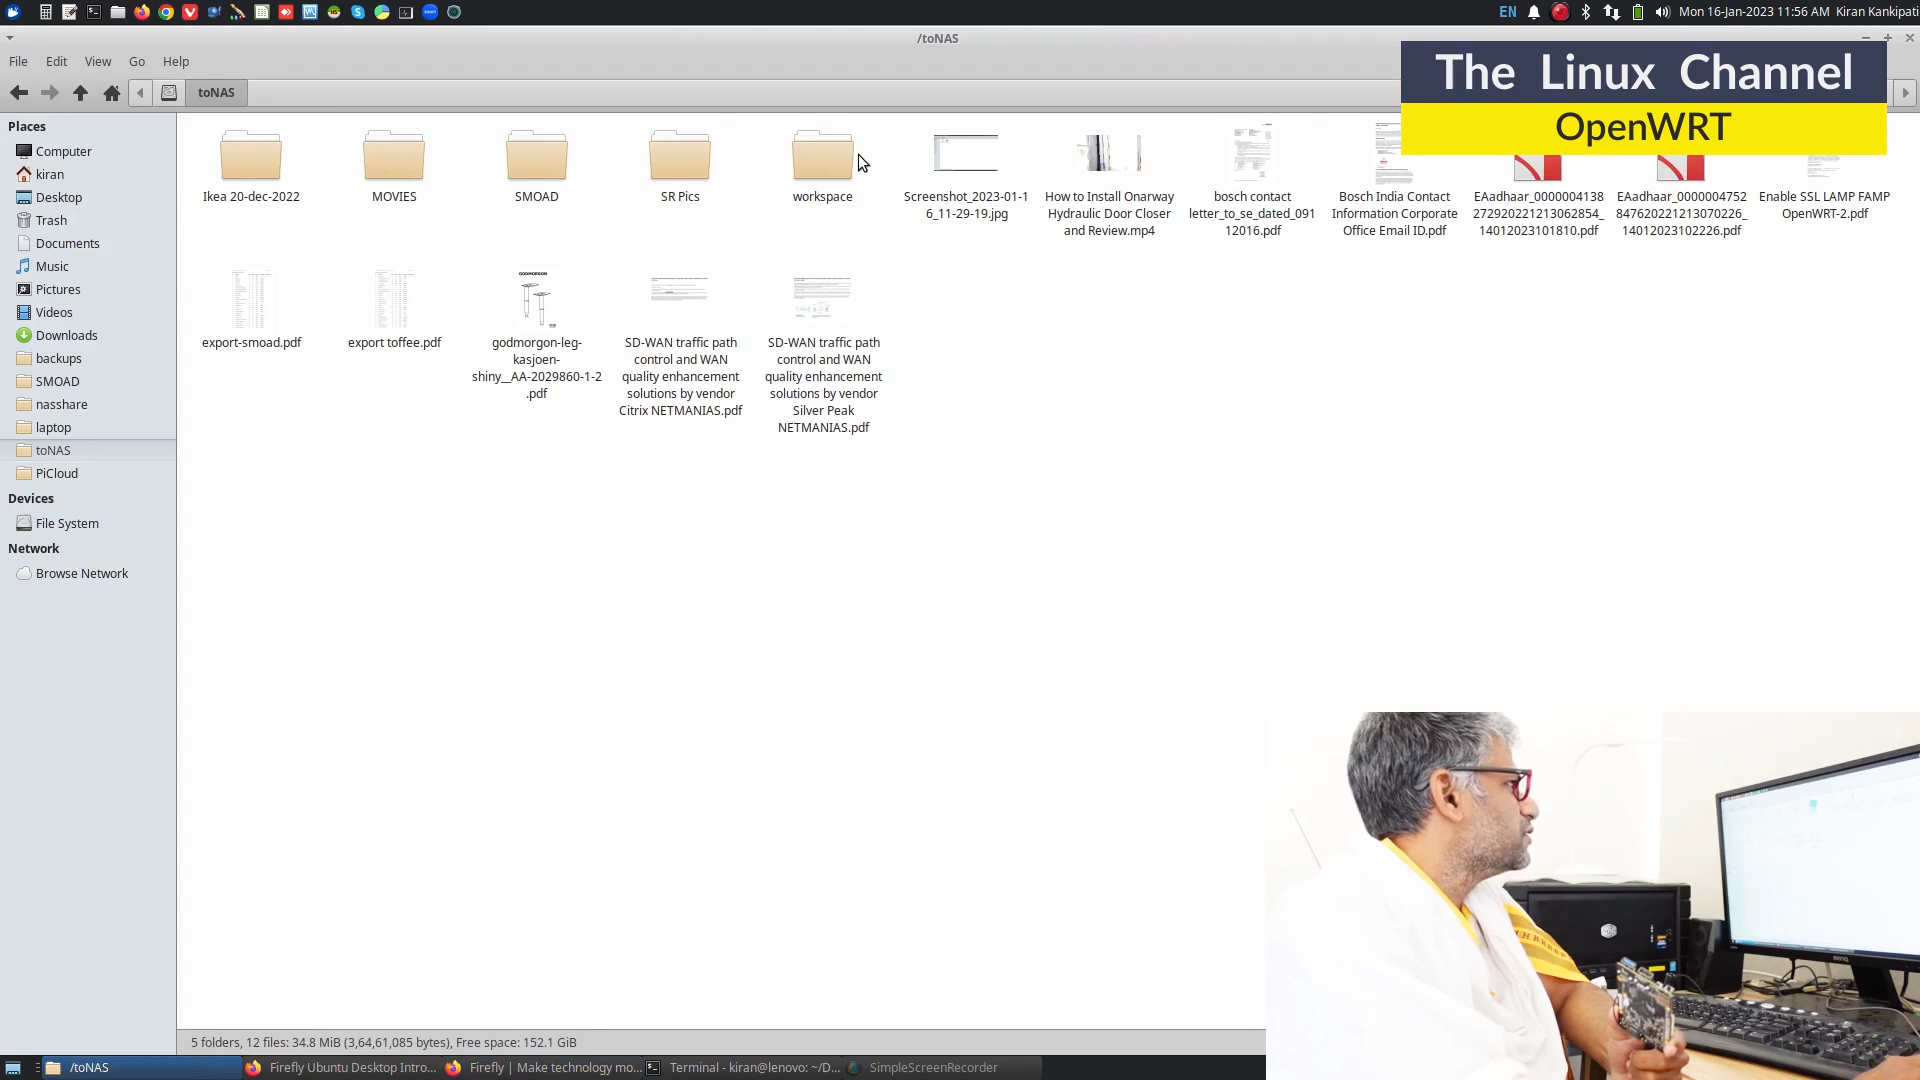 EN
Mon 16-Jan-2023 11:56 AM Kiran Kankipati
/toNAS
File Edit View Go Help
The Linux Channel
OpenWRT
toNAS
Places
Computer
kiran
Desktop
Trash
Documents
Music
Pictures
Videos
Downloads
backups
SMOAD
nasshare
laptop
toNAS
PiCloud
Devices
File System
Network
Browse Network
Ikea 20-dec-2022
MOVIES
SMOAD
SR Pics
workspace
Screenshot_2023-01-1
6_11-29-19.jpg
How to Install Onarway
Hydraulic Door Closer
and Review.mp4
bosch contact
letter_to_se_dated_091
12016.pdf
Bosch India Contact
Information Corporate
Office Email ID.pdf
EAadhaar_0000004138
272920221213062854_
14012023101810.pdf
EAadhaar_0000004752
847620221213070226_
14012023102226.pdf
Enable SSL LAMP FAMP
OpenWRT-2.pdf
export-smoad.pdf
export toffee.pdf
GODMORGON
godmorgon-leg-
kasjoen-
shiny__AA-2029860-1-2
.pdf
SD-WAN traffic path
control and WAN
quality enhancement
solutions by vendor
Citrix NETMANIAS.pdf
SD-WAN traffic path
control and WAN
quality enhancement
solutions by vendor
Silver Peak
NETMANIAS.pdf
5 folders, 12 files: 34.8 MiB (3,64,61,085 bytes), Free space: 152.1 GiB
/toNAS
Firefly Ubuntu Desktop Intro...
Firefly | Make technology mo...
Terminal - kiran@lenovo: ~/D...
SimpleScreenRecorder
BenQ